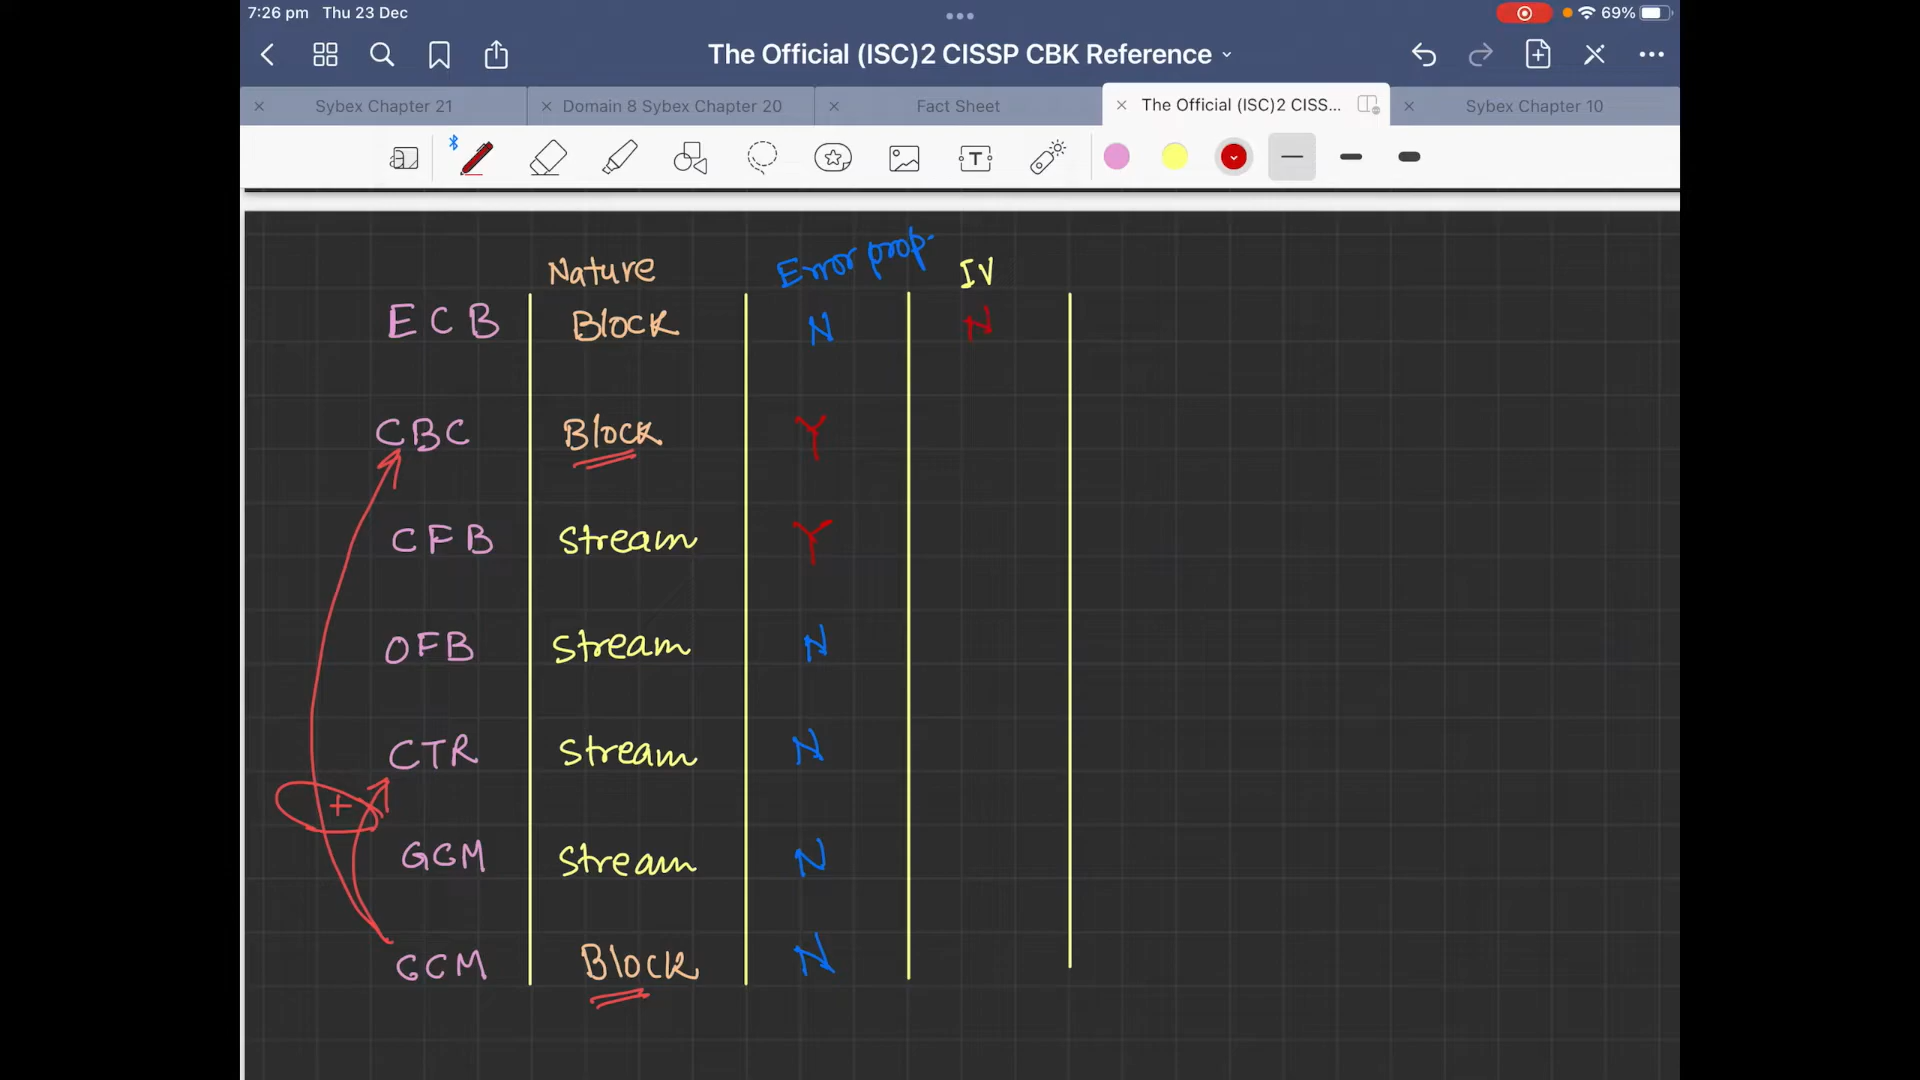 7:26 pm Thu 23 Dec
69%
The Official (ISC)2 CISSP CBK Reference
Sybex Chapter 21
Domain 8 Sybex Chapter 20
Fact Sheet
The Official (ISC)2 CISS...
Sybex Chapter 10
Nature Error prop. IV
ECB Block N N
CBC Block Y
CFB Stream Y
OFB Stream N
CTR Stream N
+
GCM Stream N
CCM Block N